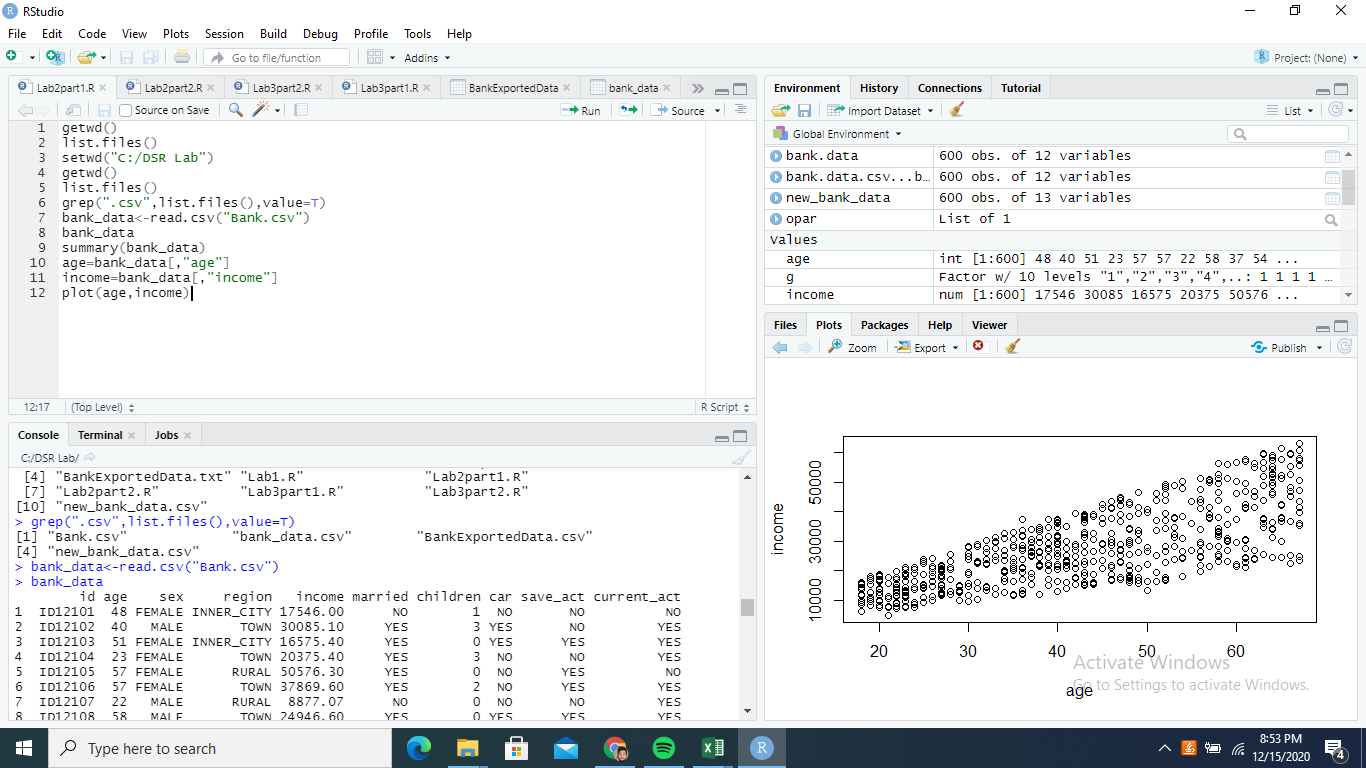 RStudio
File Edit Code View Plots Session Build Debug Profile Tools Help
Go to file/function Addins Project: (None)
Lab2part1.R Lab2part2.R Lab3part2.R Lab3part1.R BankExportedData bank_data
Source on Save Run Source
1 getwd()
2 list.files()
3 setwd("C:/DSR Lab")
4 getwd()
5 list.files()
6 grep(".csv",list.files(),value=T)
7 bank_data<-read.csv("Bank.csv")
8 bank_data
9 summary(bank_data)
10 age=bank_data[,"age"]
11 income=bank_data[,"income"]
12 plot(age,income)
12:17 (Top Level) R Script
Console Terminal Jobs
C:/DSR Lab/
[4] "BankExportedData.txt" "Lab1.R" "Lab2part1.R"
[7] "Lab2part2.R" "Lab3part1.R" "Lab3part2.R"
[10] "new_bank_data.csv"
> grep(".csv",list.files(),value=T)
[1] "Bank.csv" "bank_data.csv" "BankExportedData.csv"
[4] "new_bank_data.csv"
> bank_data<-read.csv("Bank.csv")
> bank_data
id age sex region income married children car save_act current_act
1 ID12101 48 FEMALE INNER_CITY 17546.00 NO 1 NO NO NO
2 ID12102 40 MALE TOWN 30085.10 YES 3 YES NO YES
3 ID12103 51 FEMALE INNER_CITY 16575.40 YES 0 YES YES YES
4 ID12104 23 FEMALE TOWN 20375.40 YES 3 NO NO YES
5 ID12105 57 FEMALE RURAL 50576.30 YES 0 NO YES NO
6 ID12106 57 FEMALE TOWN 37869.60 YES 2 NO YES YES
7 ID12107 22 MALE RURAL 8877.07 NO 0 NO NO YES
8 ID12108 58 MALE TOWN 24946.60 YES 0 YES YES YES
Environment History Connections Tutorial
Import Dataset List
Global Environment
bank.data 600 obs. of 12 variables
bank.data.csv...b... 600 obs. of 12 variables
new_bank_data 600 obs. of 13 variables
opar List of 1
Values
age int [1:600] 48 40 51 23 57 57 22 58 37 54 ...
g Factor w/ 10 levels "1","2","3","4",..: 1 1 1 1 ...
income num [1:600] 17546 30085 16575 20375 50576 ...
Files Plots Packages Help Viewer
Zoom Export Publish
income
50000
30000
10000
20 30 40 50 60
age
Activate Windows
Go to Settings to activate Windows.
Type here to search
8:53 PM
12/15/2020
4